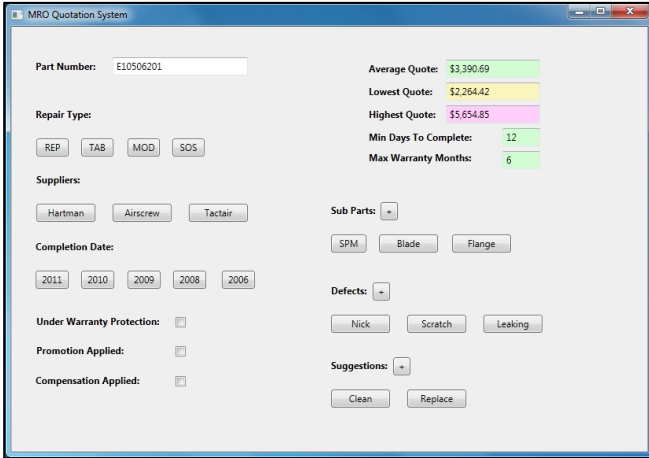 MRO Quotation System
Part Number: E10506201
Repair Type:
REP TAB MOD SOS
Suppliers:
Hartman Airscrew Tactair
Completion Date:
2011 2010 2009 2008 2006
Under Warranty Protection:
Promotion Applied:
Compensation Applied:
Average Quote: $3,390.69
Lowest Quote: $2,264.42
Highest Quote: $5,654.85
Min Days To Complete: 12
Max Warranty Months: 6
Sub Parts: +
SPM Blade Flange
Defects: +
Nick Scratch Leaking
Suggestions: +
Clean Replace